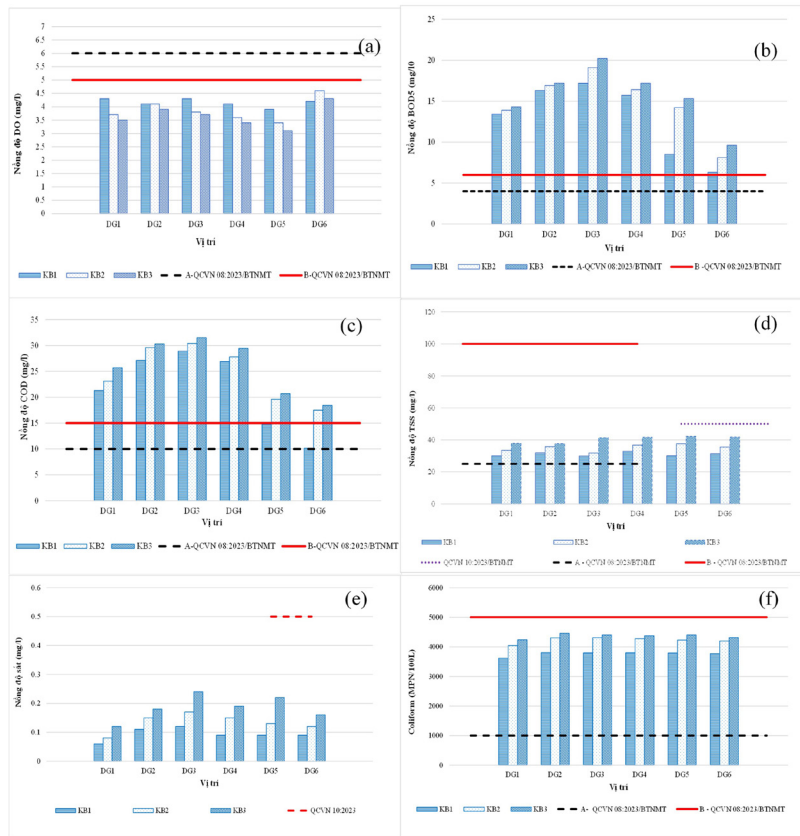 (a)
Nồng độ DO (mg/l)
7
6.5
6
5.5
5
4.5
4
3.5
3
2.5
2
1.5
1
0.5
0
DG1 DG2 DG3 DG4 DG5 DG6
Vị trí
KB1 KB2 KB3 A-QCVN 08:2023/BTNMT B-QCVN 08:2023/BTNMT
(b)
Nồng độ BOD5 (mg/l0
25
20
15
10
5
0
DG1 DG2 DG3 DG4 DG5 DG6
Vị trí
KB1 KB2 KB3 A-QCVN 08:2023/BTNMT B -QCVN 08:2023/BTNMT
(c)
Nồng độ COD (mg/l)
35
30
25
20
15
10
5
0
DG1 DG2 DG3 DG4 DG5 DG6
Vị trí
KB1 KB2 KB3 A-QCVN 08:2023/BTNMT B-QCVN 08:2023/BTNMT
(d)
Nồng độ TSS (mg/l)
120
100
80
60
40
20
0
DG1 DG2 DG3 DG4 DG5 DG6
Vị trí
KB1 KB2 KB3
QCVN 10:2023/BTNMT A - QCVN 08:2023/BTNMT B - QCVN 08:2023/BTNMT
(e)
Nồng độ sắt (mg/l)
0.6
0.5
0.4
0.3
0.2
0.1
0
DG1 DG2 DG3 DG4 DG5 DG6
Vị trí
KB1 KB2 KB3 QCVN 10:2023
(f)
Coliform (MPN/100L)
6000
5000
4000
3000
2000
1000
0
DG1 DG2 DG3 DG4 DG5 DG6
Vị trí
KB1 KB2 KB3 A- QCVN 08:2023/BTNMT B - QCVN 08:2023/BTNMT